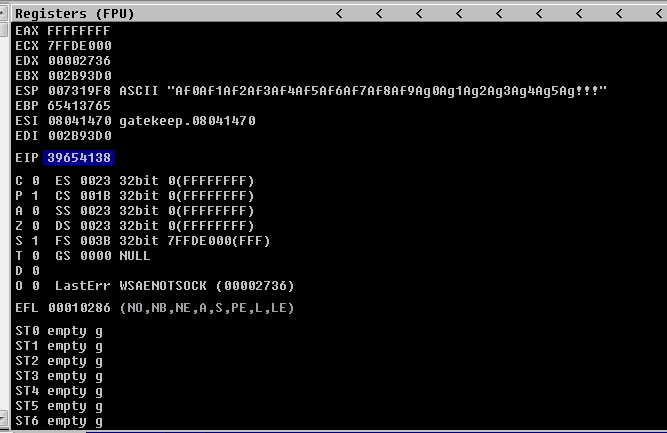 Registers (FPU) < < < < < < < < <
EAX FFFFFFFF
ECX 7FFDE000
EDX 00002736
EBX 002B93D0
ESP 007319F8 ASCII "Af0Af1Af2Af3Af4Af5Af6Af7Af8Af9Ag0Ag1Ag2Ag3Ag4Ag5Ag!!!"
EBP 65413765
ESI 08041470 gatekeep.08041470
EDI 002B93D0
EIP 39654138
C 0 ES 0023 32bit 0(FFFFFFFF)
P 1 CS 001B 32bit 0(FFFFFFFF)
A 0 SS 0023 32bit 0(FFFFFFFF)
Z 0 DS 0023 32bit 0(FFFFFFFF)
S 1 FS 003B 32bit 7FFDE000(FFF)
T 0 GS 0000 NULL
D 0
O 0 LastErr WSAENOTSOCK (00002736)
EFL 00010286 (NO,NB,NE,A,S,PE,L,LE)
ST0 empty g
ST1 empty g
ST2 empty g
ST3 empty g
ST4 empty g
ST5 empty g
ST6 empty g